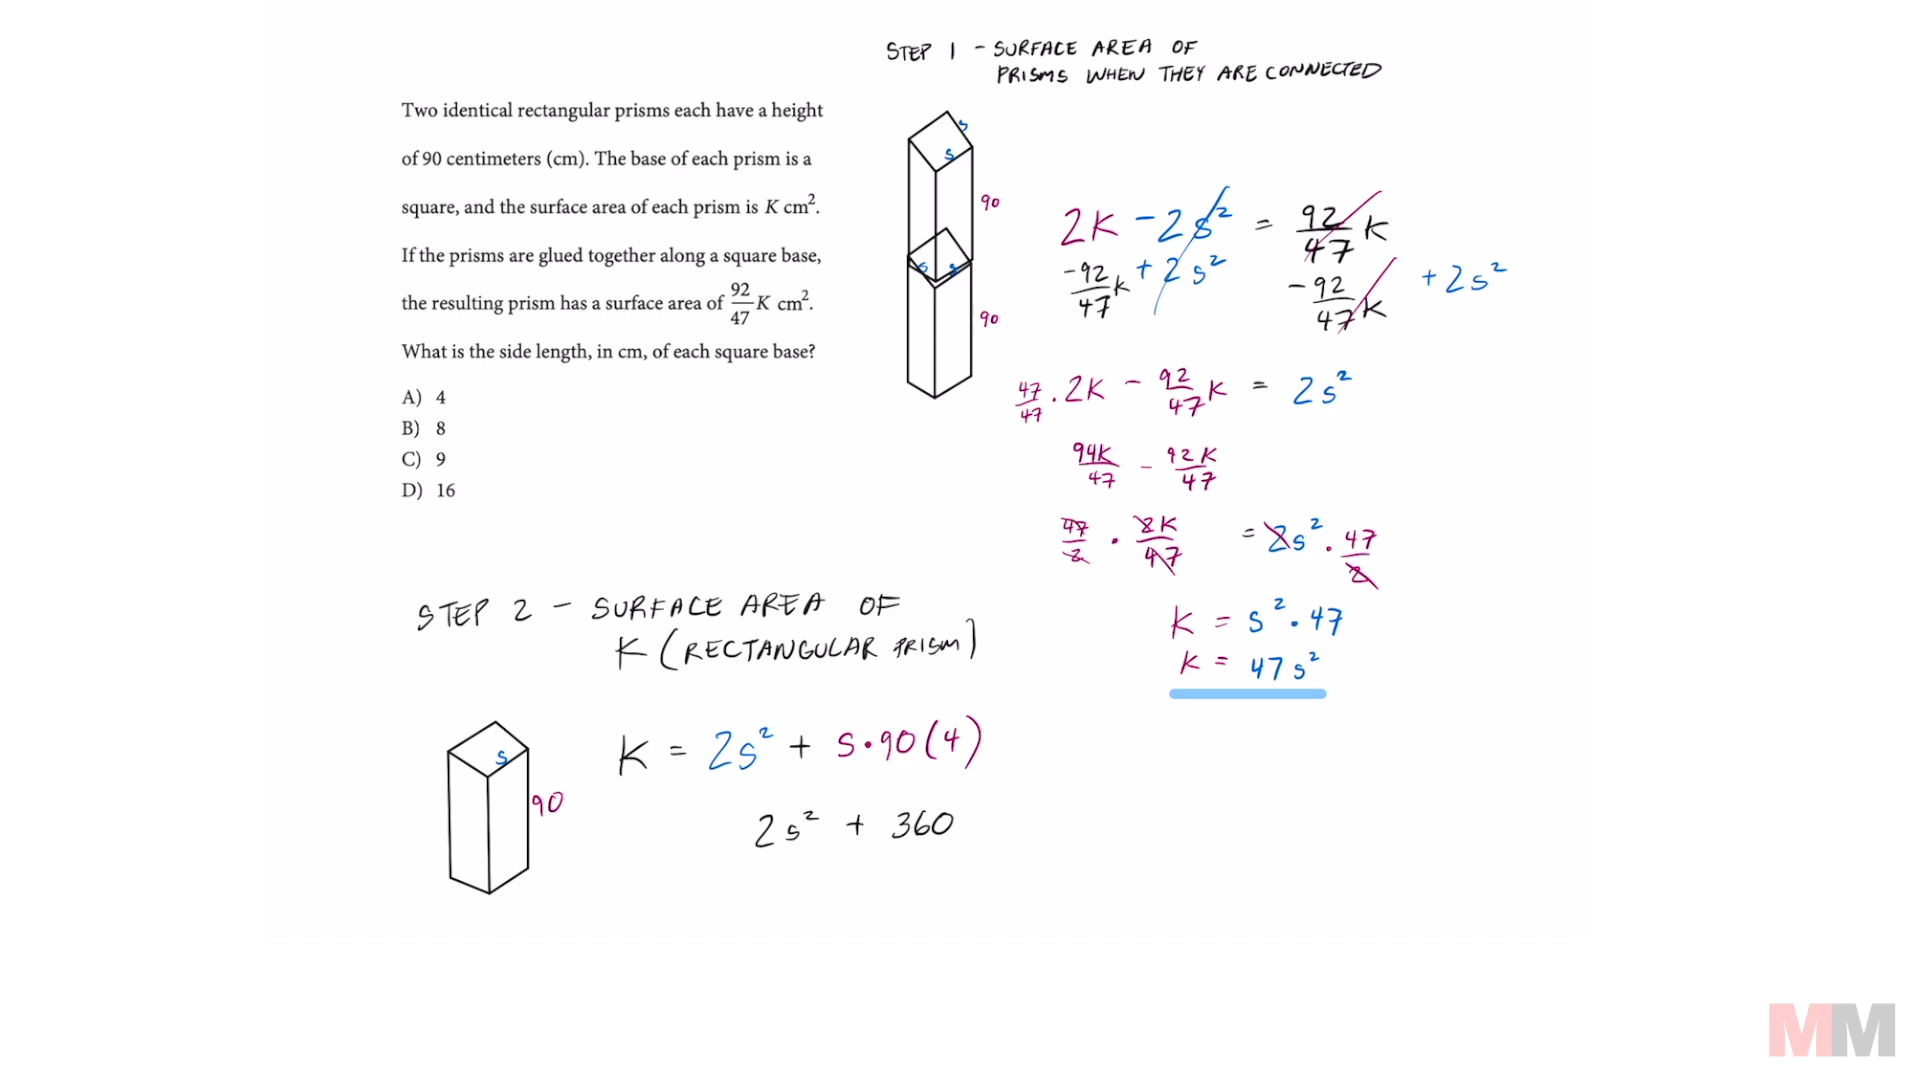 STEP 1 - SURFACE AREA OF
PRISMS WHEN THEY ARE CONNECTED
Two identical rectangular prisms each have a height
of 90 centimeters (cm). The base of each prism is a
square, and the surface area of each prism is K cm².
If the prisms are glued together along a square base,
the resulting prism has a surface area of 92/47 K cm².
What is the side length, in cm, of each square base?
A) 4
B) 8
C) 9
D) 16
s
s
90
s s
90
2K - 2s² = 92/47 K
-92/47 K + 2s² -92/47 K + 2s²
47/47 · 2K - 92/47 K = 2s²
94K/47 - 92K/47
47/2 · 2K/47 = 2s² · 47/2
K = s² · 47
K = 47s²
STEP 2 - SURFACE AREA OF
K (RECTANGULAR PRISM)
s
90
K = 2s² + S·90(4)
2s² + 360
MM